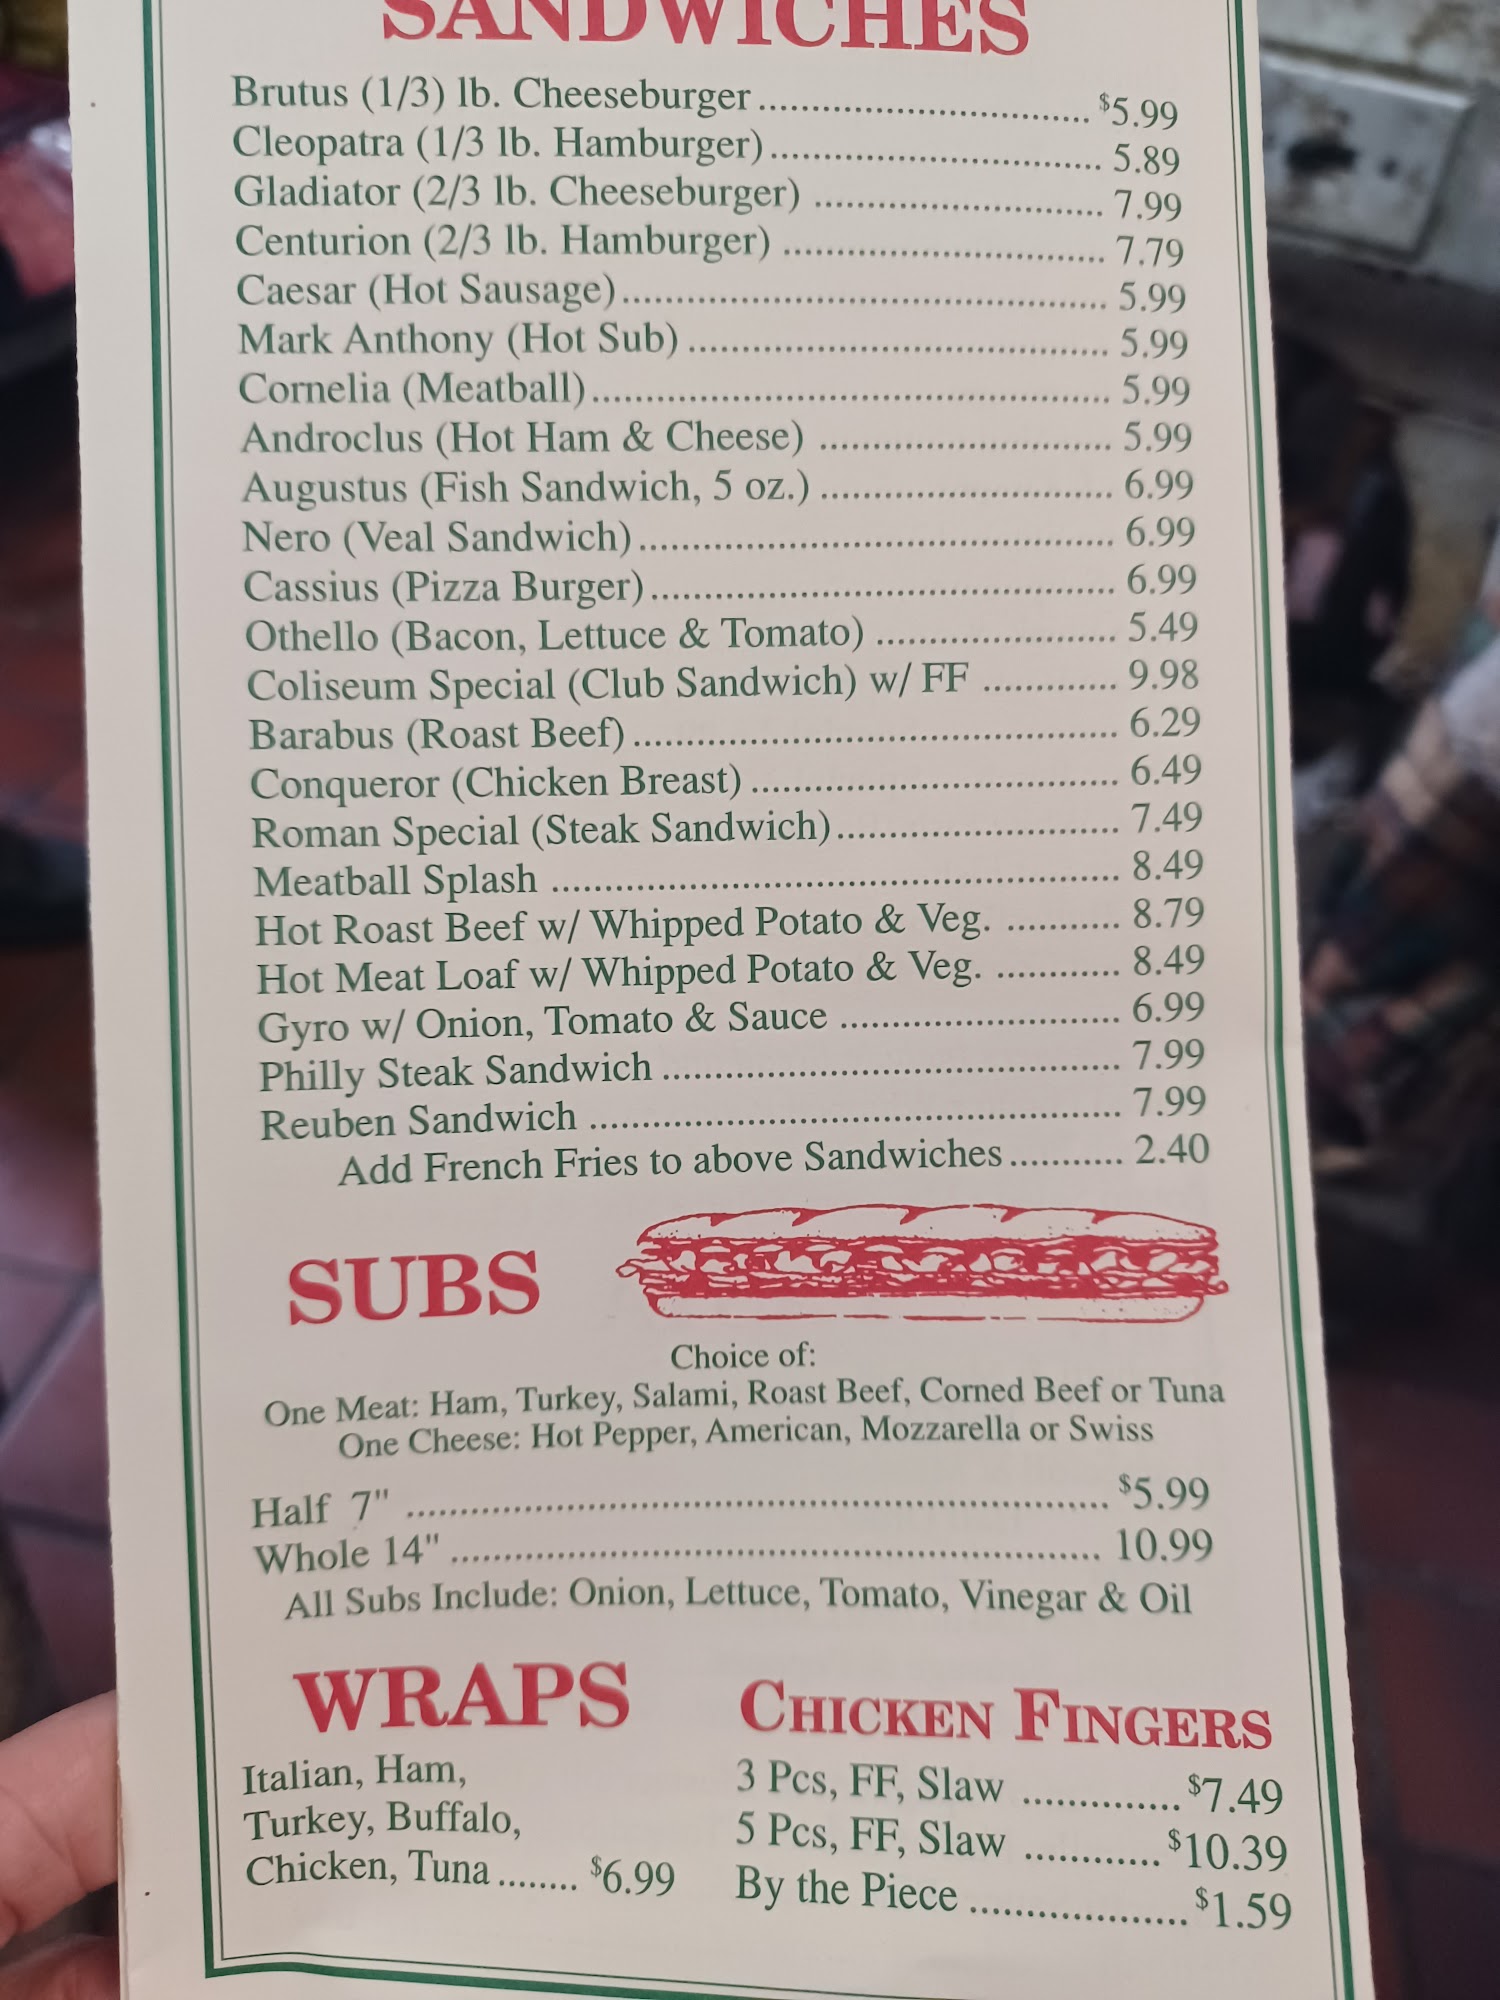 SANDWICHES
Brutus (1/3) lb. Cheeseburger ................................ $5.99
Cleopatra (1/3 lb. Hamburger) ................................ 5.89
Gladiator (2/3 lb. Cheeseburger) ............................ 7.99
Centurion (2/3 lb. Hamburger) ............................... 7.79
Caesar (Hot Sausage) ............................................... 5.99
Mark Anthony (Hot Sub) ........................................ 5.99
Cornelia (Meatball) .................................................. 5.99
Androclus (Hot Ham & Cheese) ............................ 5.99
Augustus (Fish Sandwich, 5 oz.) ............................ 6.99
Nero (Veal Sandwich) .............................................. 6.99
Cassius (Pizza Burger) ............................................. 6.99
Othello (Bacon, Lettuce & Tomato) ....................... 5.49
Coliseum Special (Club Sandwich) w/ FF ............. 9.98
Barabus (Roast Beef) ............................................... 6.29
Conqueror (Chicken Breast) .................................... 6.49
Roman Special (Steak Sandwich) ........................... 7.49
Meatball Splash ....................................................... 8.49
Hot Roast Beef w/ Whipped Potato & Veg. ........... 8.79
Hot Meat Loaf w/ Whipped Potato & Veg. ............ 8.49
Gyro w/ Onion, Tomato & Sauce ........................... 6.99
Philly Steak Sandwich ............................................ 7.99
Reuben Sandwich ................................................... 7.99
Add French Fries to above Sandwiches ........... 2.40
SUBS
Choice of:
One Meat: Ham, Turkey, Salami, Roast Beef, Corned Beef or Tuna
One Cheese: Hot Pepper, American, Mozzarella or Swiss
Half 7" .................................................................... $5.99
Whole 14" ............................................................... 10.99
All Subs Include: Onion, Lettuce, Tomato, Vinegar & Oil
WRAPS
Italian, Ham,
Turkey, Buffalo,
Chicken, Tuna ........ $6.99
CHICKEN FINGERS
3 Pcs, FF, Slaw .............. $7.49
5 Pcs, FF, Slaw ............ $10.39
By the Piece ................... $1.59